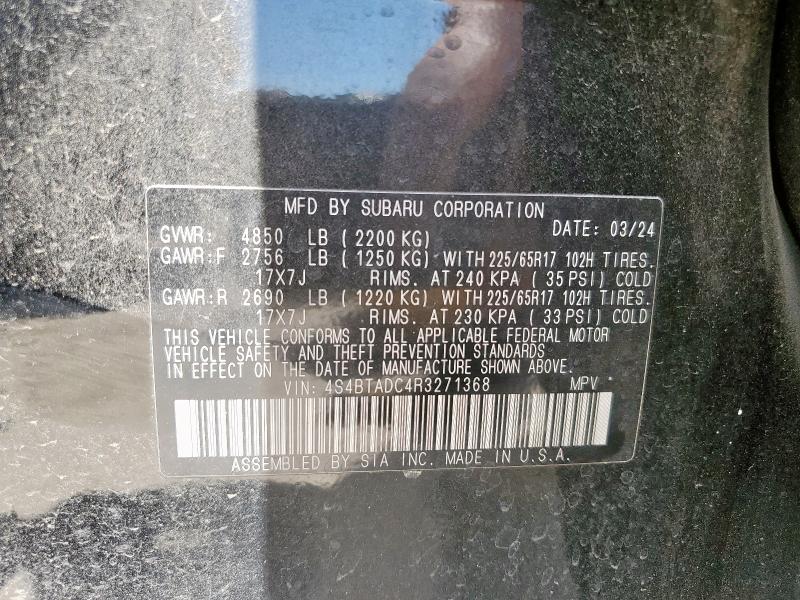 MFD BY SUBARU CORPORATION
DATE: 03/24
GVWR: 4850 LB ( 2200 KG)
GAWR:F 2756 LB ( 1250 KG) WITH 225/65R17 102H TIRES.
17X7J RIMS. AT 240 KPA ( 35 PSI) COLD
GAWR:R 2690 LB ( 1220 KG) WITH 225/65R17 102H TIRES.
17X7J RIMS. AT 230 KPA ( 33 PSI) COLD
THIS VEHICLE CONFORMS TO ALL APPLICABLE FEDERAL MOTOR
VEHICLE SAFETY AND THEFT PREVENTION STANDARDS
IN EFFECT ON THE DATE OF MANUFACTURE SHOWN ABOVE.
VIN: 4S4BTADC4R3271368 MPV *
ASSEMBLED BY SIA INC. MADE IN U.S.A.